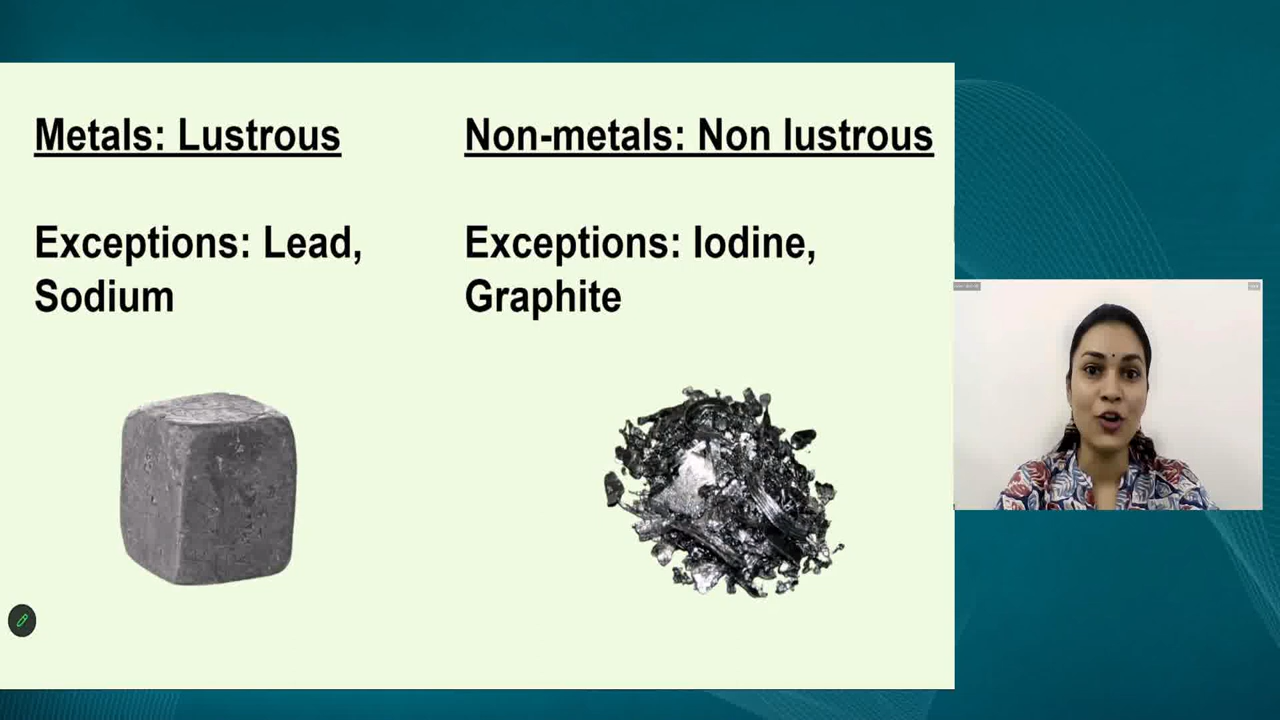 Metals: Lustrous
Exceptions: Lead,
Sodium
Non-metals: Non lustrous
Exceptions: Iodine,
Graphite